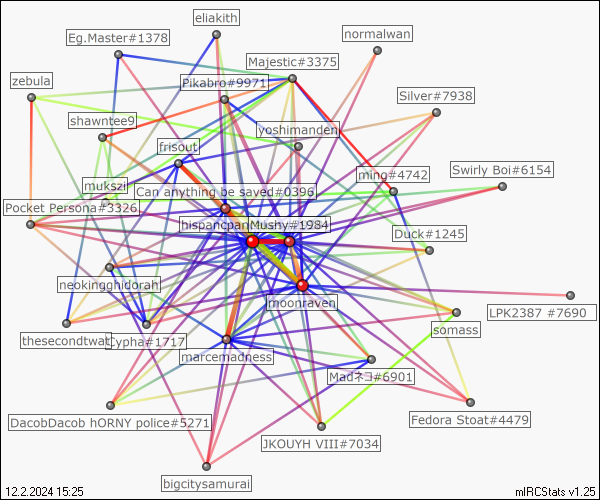 eliakith
Eg.Master#1378
normalwan
Majestic#3375
zebula
Pikabro#9971
Silver#7938
shawntee9
yoshimanden
frisout
ming#4742
Swirly Boi#6154
mukszi
Can anything be saved#0396
Pocket Persona#3326
hispanicpan
Mushy#1984
Duck#1245
neokingghidorah
moonraven
LPK2387 #7690
somass
thesecondtwat
Cypha#1717
marcemadness
Madネコ#6901
DacobDacob hORNY police#5271
Fedora Stoat#4479
JKOUYH VIII#7034
bigcitysamurai
12.2.2024 15:25
mIRCStats v1.25